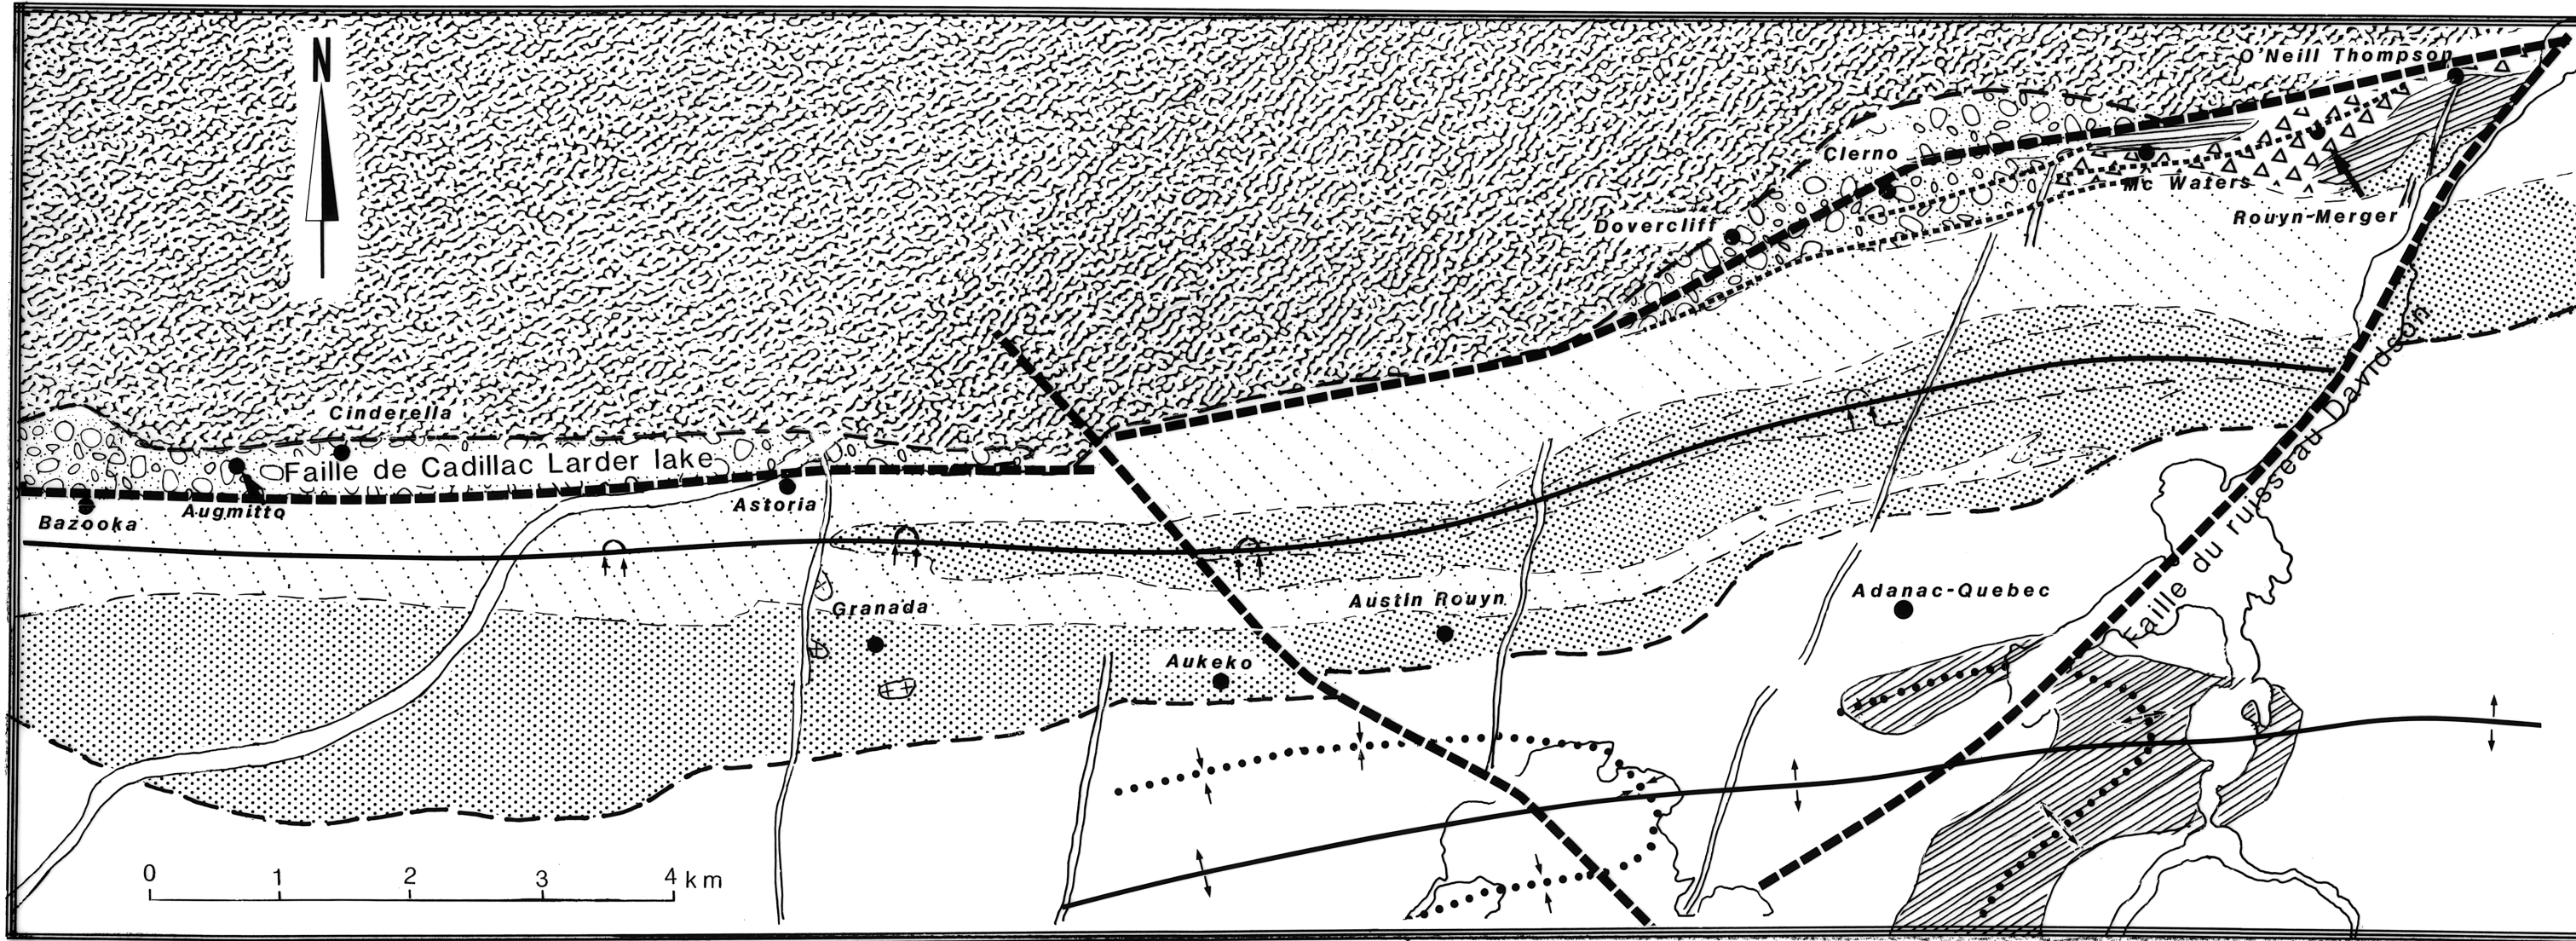 N
O'Neill Thompson
Clerno
Mc Waters
Dovercliff
Rouyn-Merger
Cinderella
Faille de Cadillac Larder lake
Augmitto
Astoria
Bazooka
Faille du ruisseau Davidson
Granada
Austin Rouyn
Adanac-Quebec
Aukeko
0 1 2 3 4 km